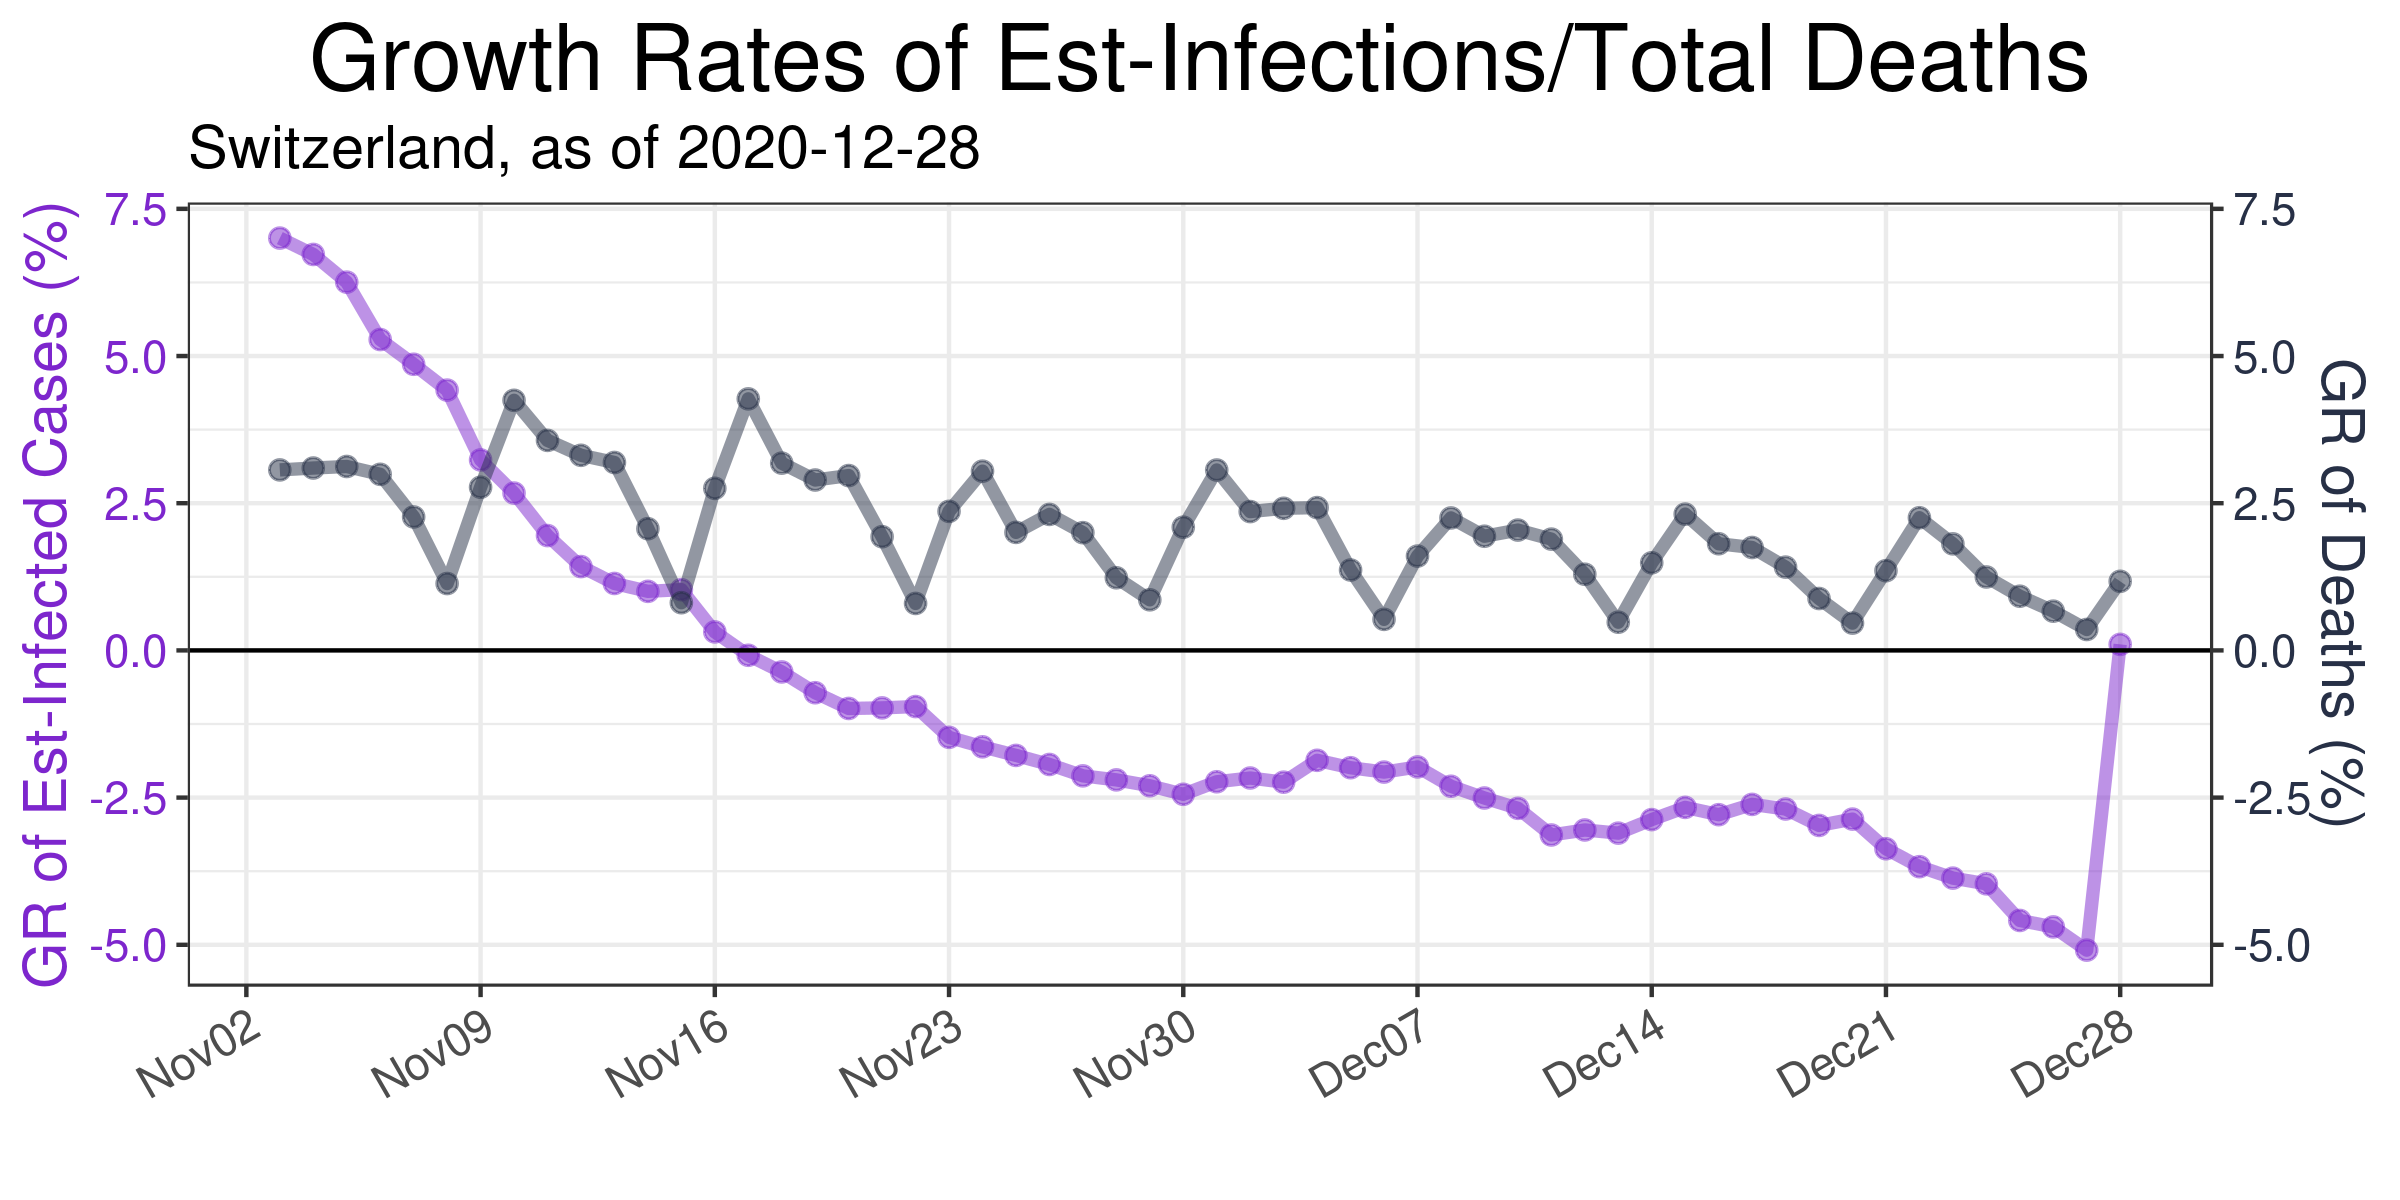 Growth Rates of Est-Infections/Total Deaths
Switzerland, as of 2020-12-28
GR of Est-Infected Cases (%)
7.5
5.0
2.5
0.0
-2.5
-5.0
7.5
5.0
2.5
0.0
-2.5
-5.0
GR of Deaths (%)
Nov02
Nov09
Nov16
Nov23
Nov30
Dec07
Dec14
Dec21
Dec28